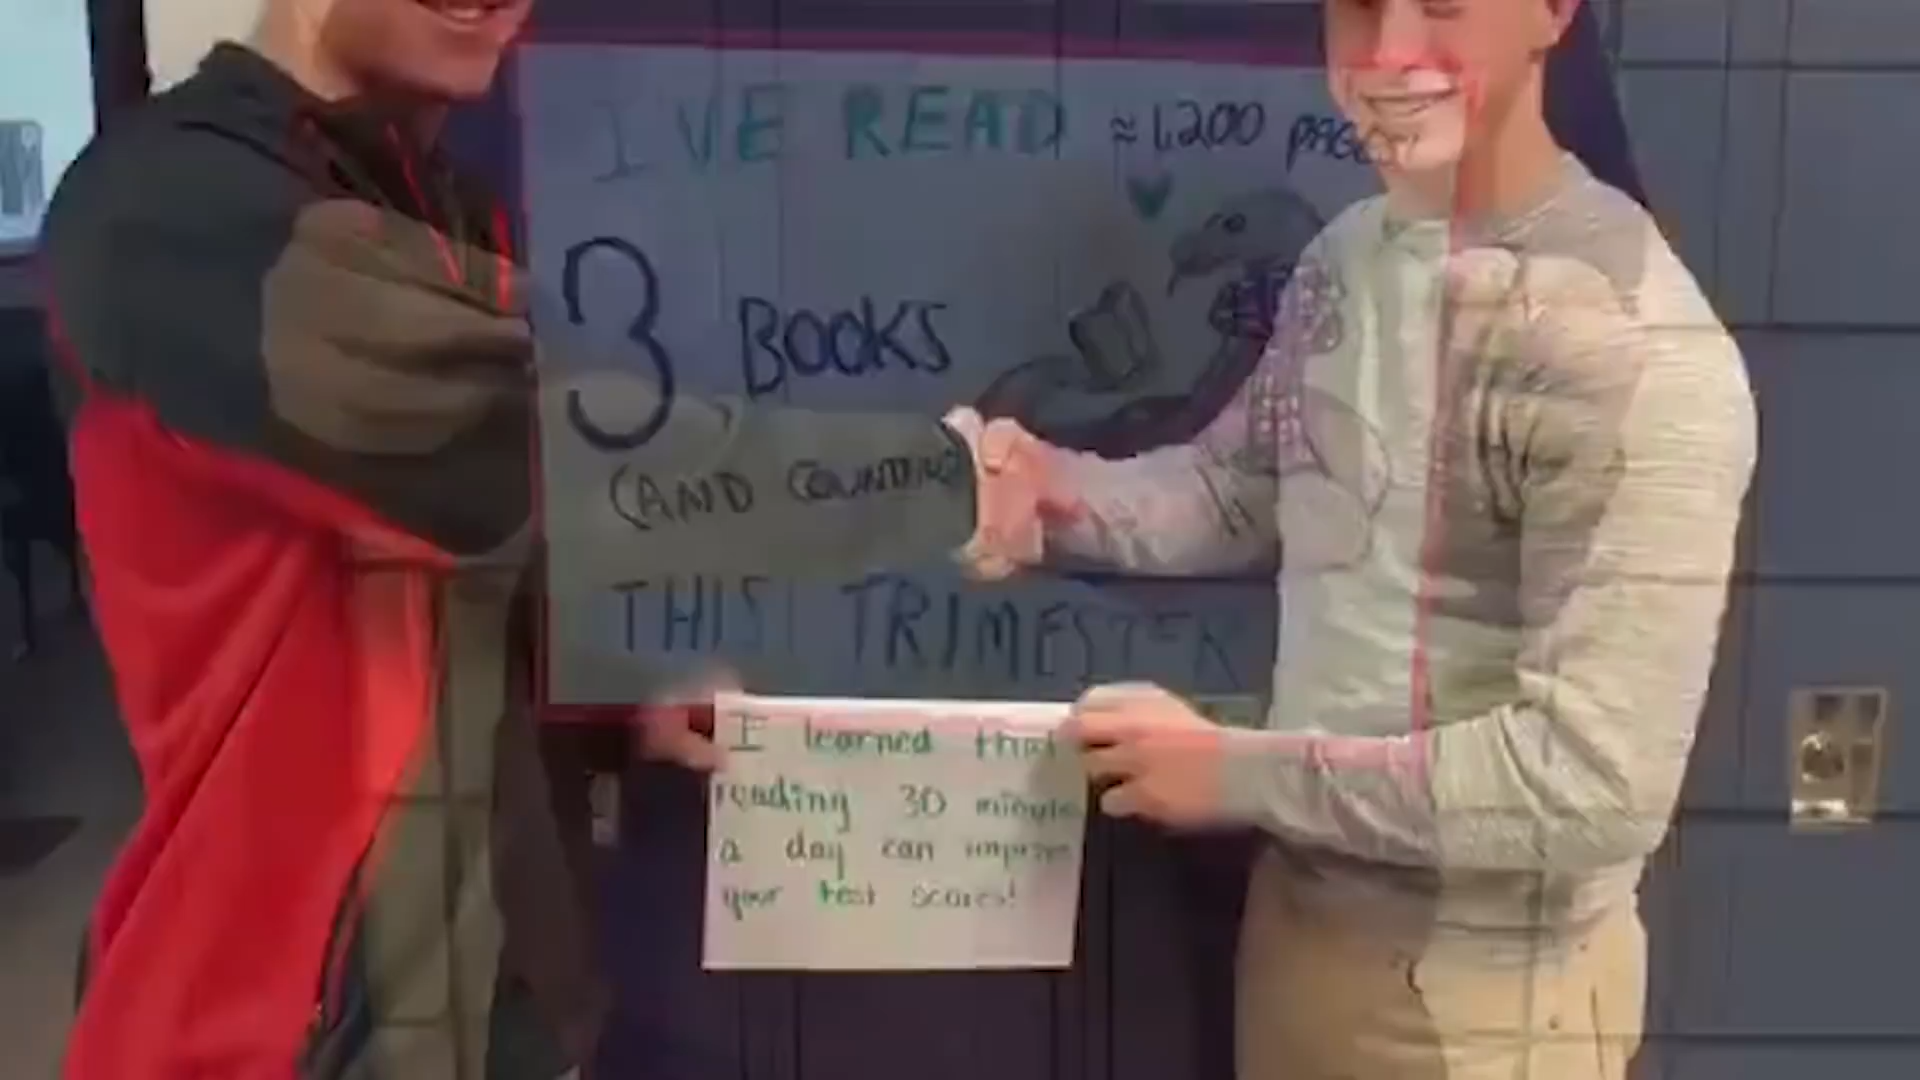 I'VE READ ≈ 1,200 PAGES
3 BOOKS
(AND COUNTING
THIS TRIMESTER
I learned that
reading 30 minutes
a day can improve
your test scores!